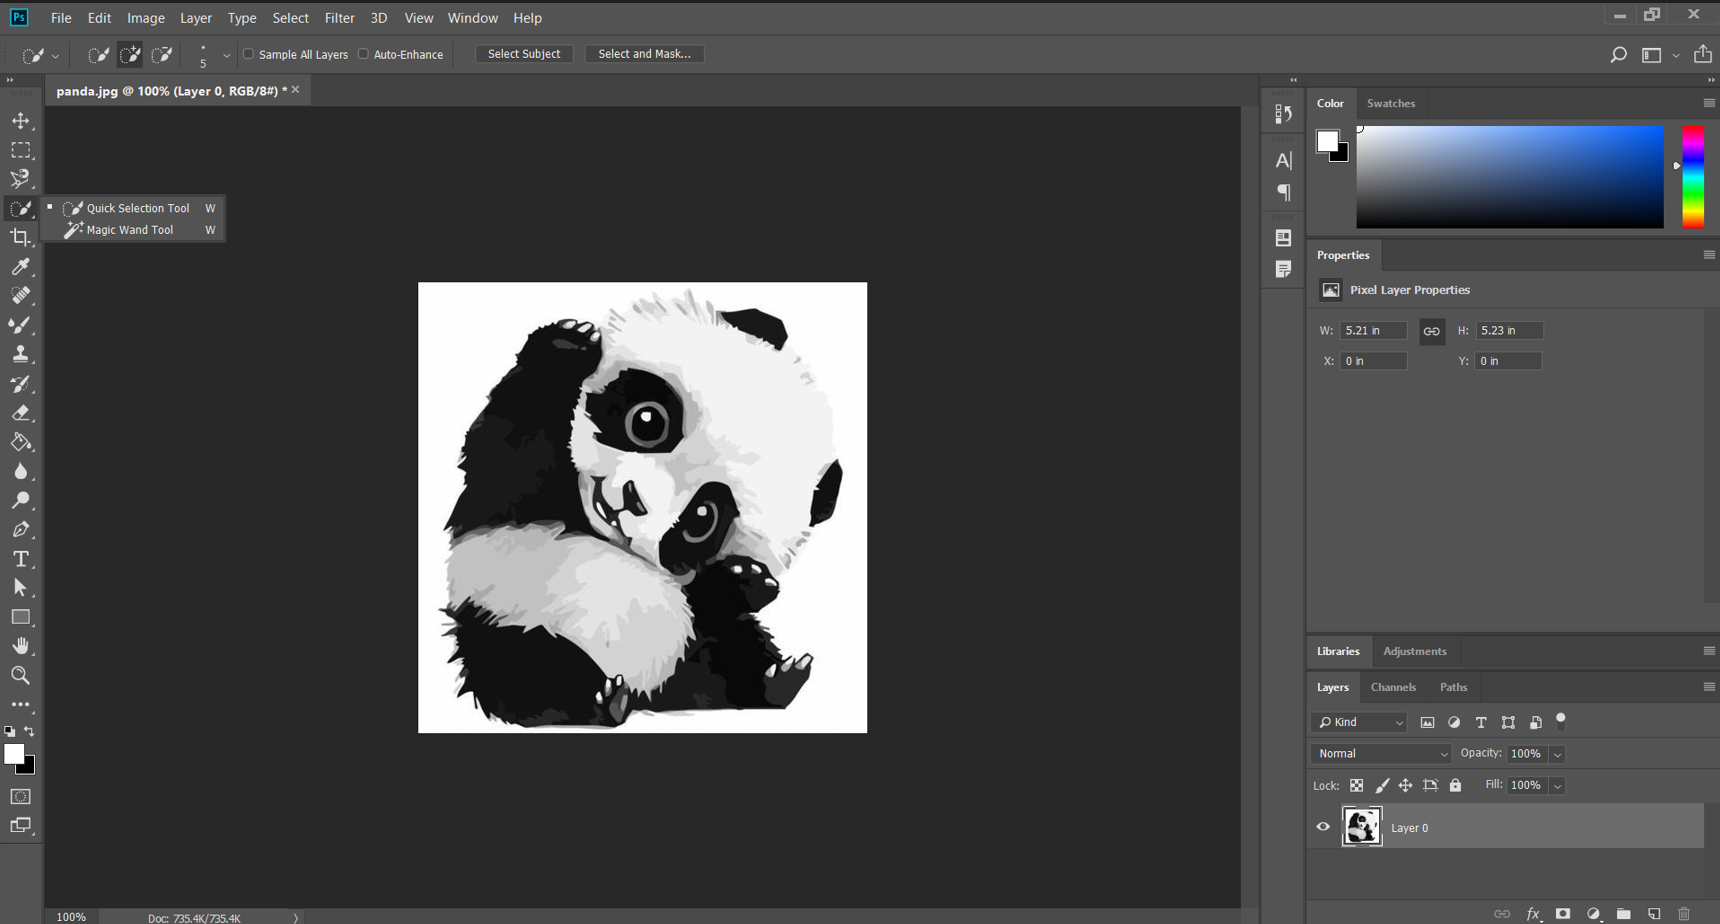 Ps File Edit Image Layer Type Select Filter 3D View Window Help
5 Sample All Layers Auto-Enhance Select Subject Select and Mask...
panda.jpg @ 100% (Layer 0, RGB/8#) *
Quick Selection Tool W
Magic Wand Tool W
Color Swatches
Properties
Pixel Layer Properties
W: 5.21 in H: 5.23 in
X: 0 in Y: 0 in
Libraries Adjustments
Layers Channels Paths
Kind
Normal Opacity: 100%
Lock: Fill: 100%
Layer 0
100% Doc: 735.4K/735.4K